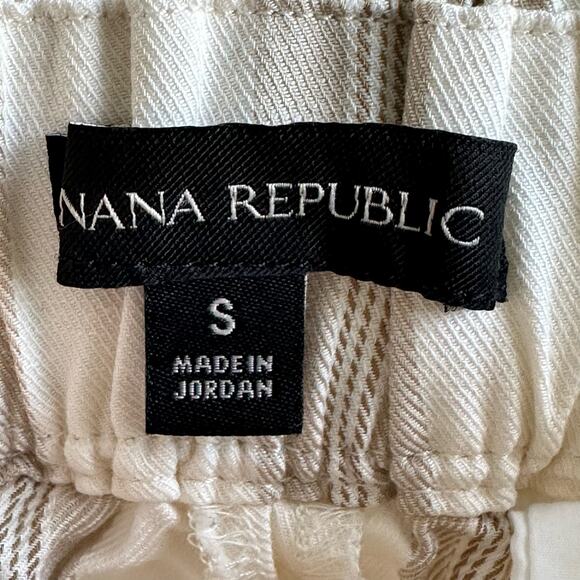 NANA REPUBLIC
S
MADE IN
JORDAN